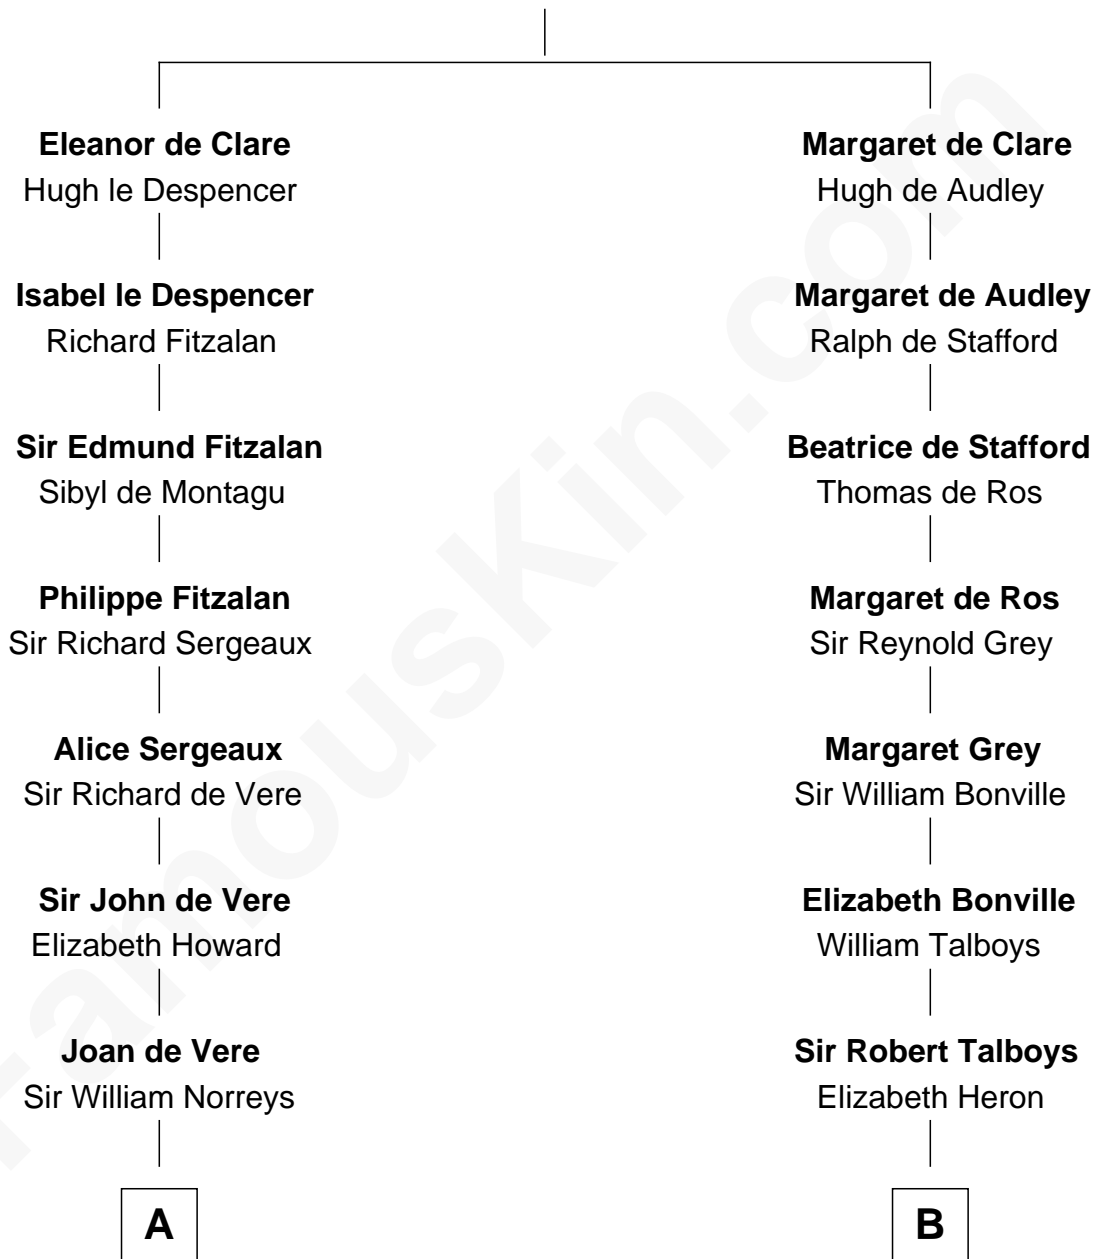 Eleanor de Clare
Hugh le Despencer
Isabel le Despencer
Richard Fitzalan
Sir Edmund Fitzalan
Sibyl de Montagu
Philippe Fitzalan
Sir Richard Sergeaux
Alice Sergeaux
Sir Richard de Vere
Sir John de Vere
Elizabeth Howard
Joan de Vere
Sir William Norreys
A
Margaret de Clare
Hugh de Audley
Margaret de Audley
Ralph de Stafford
Beatrice de Stafford
Thomas de Ros
Margaret de Ros
Sir Reynold Grey
Margaret Grey
Sir William Bonville
Elizabeth Bonville
William Talboys
Sir Robert Talboys
Elizabeth Heron
B
FamousKin.com